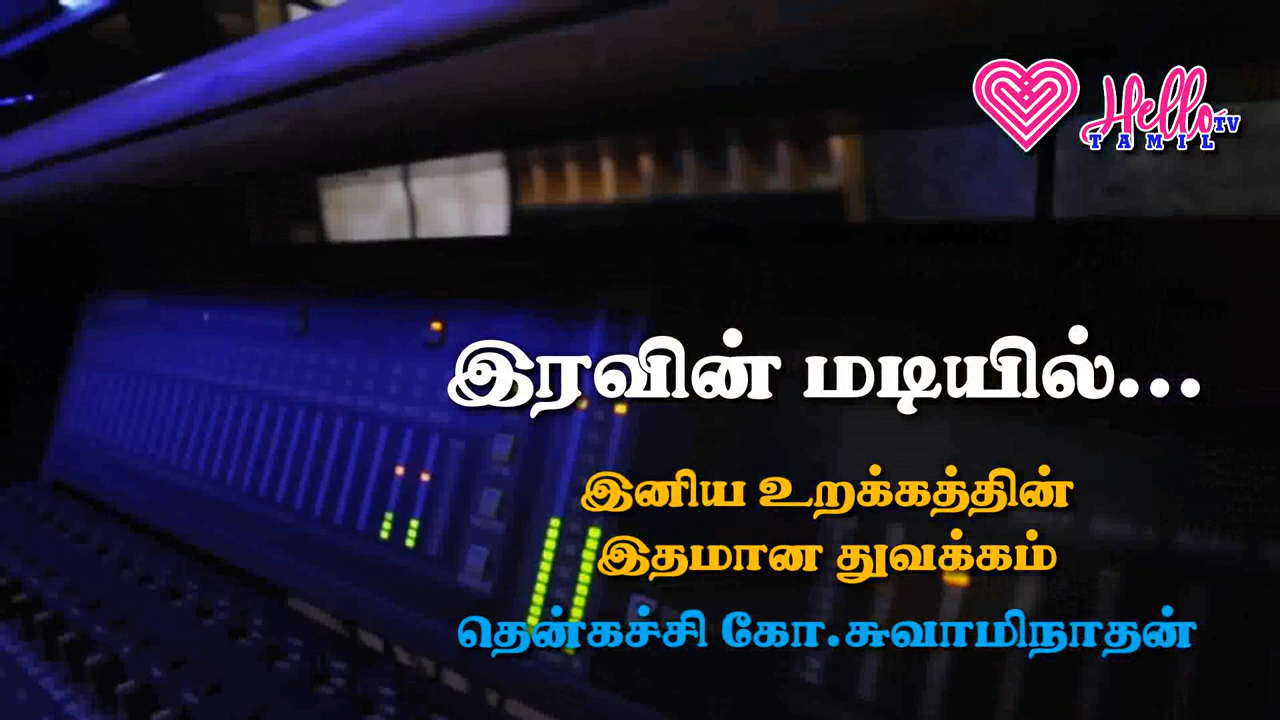 Hello TV
TAMIL
இரவின் மடியில்...
இனிய உறக்கத்தின்
இதமான துவக்கம்
தென்கச்சி கோ.சுவாமிநாதன்